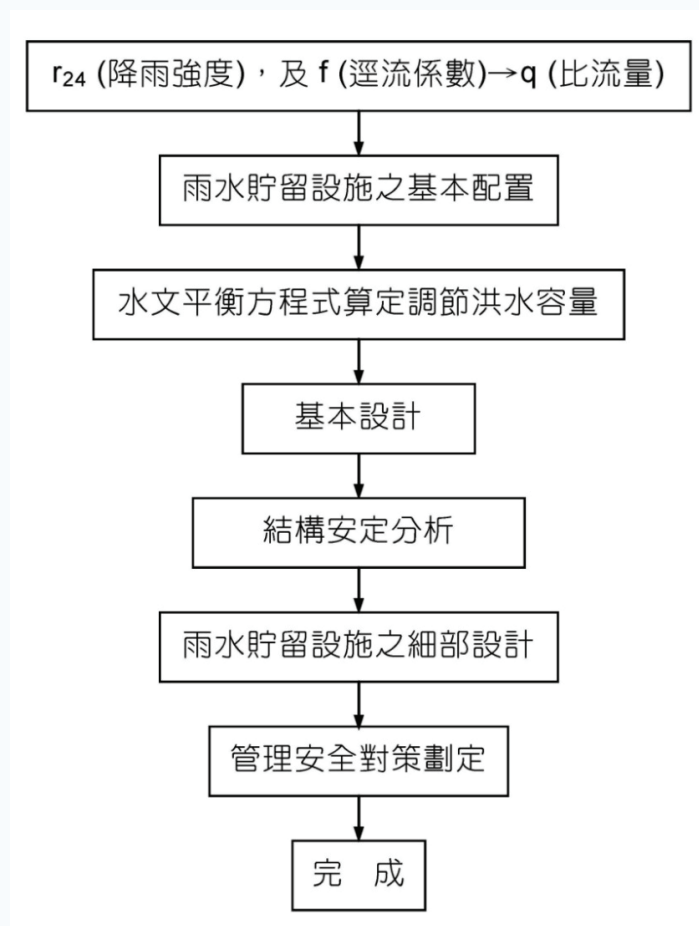 r₂₄ (降雨強度)，及 f (逕流係數)→q (比流量)
雨水貯留設施之基本配置
水文平衡方程式算定調節洪水容量
基本設計
結構安定分析
雨水貯留設施之細部設計
管理安全對策劃定
完 成